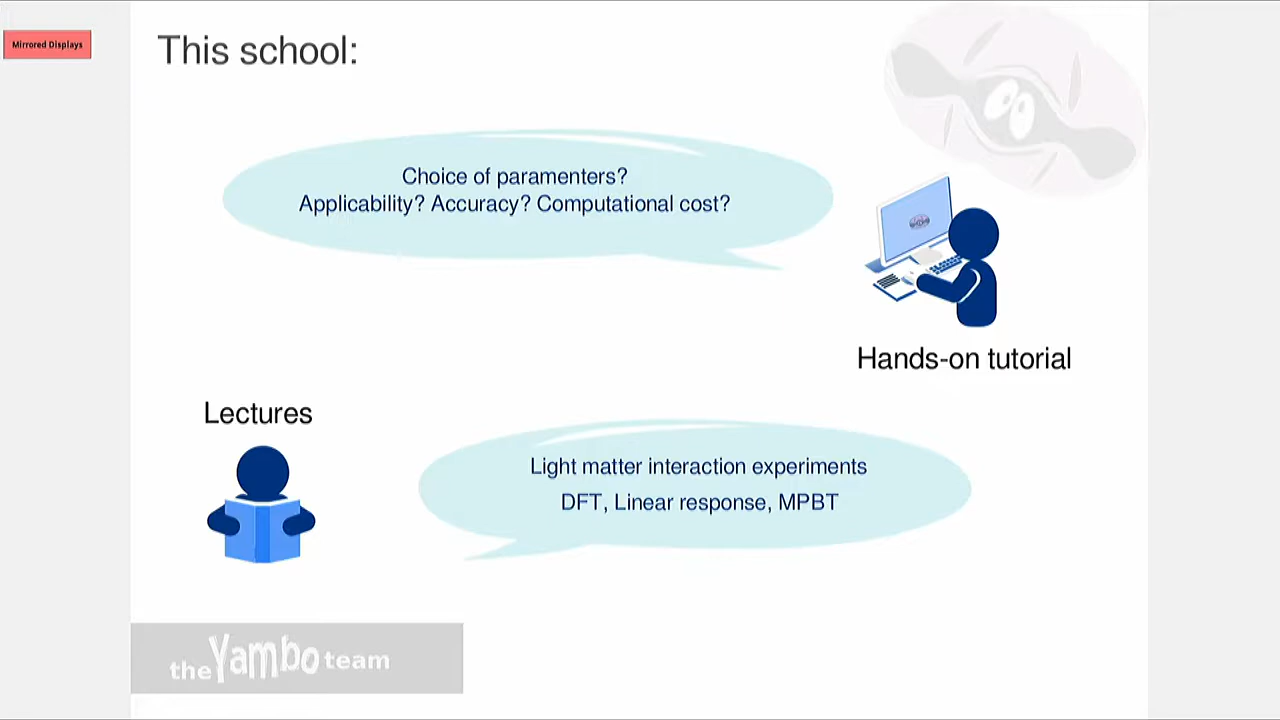 Mirrored Displays
This school:
Choice of paramenters?
Applicability? Accuracy? Computational cost?
Hands-on tutorial
Lectures
Light matter interaction experiments
DFT, Linear response, MPBT
the Yambo team